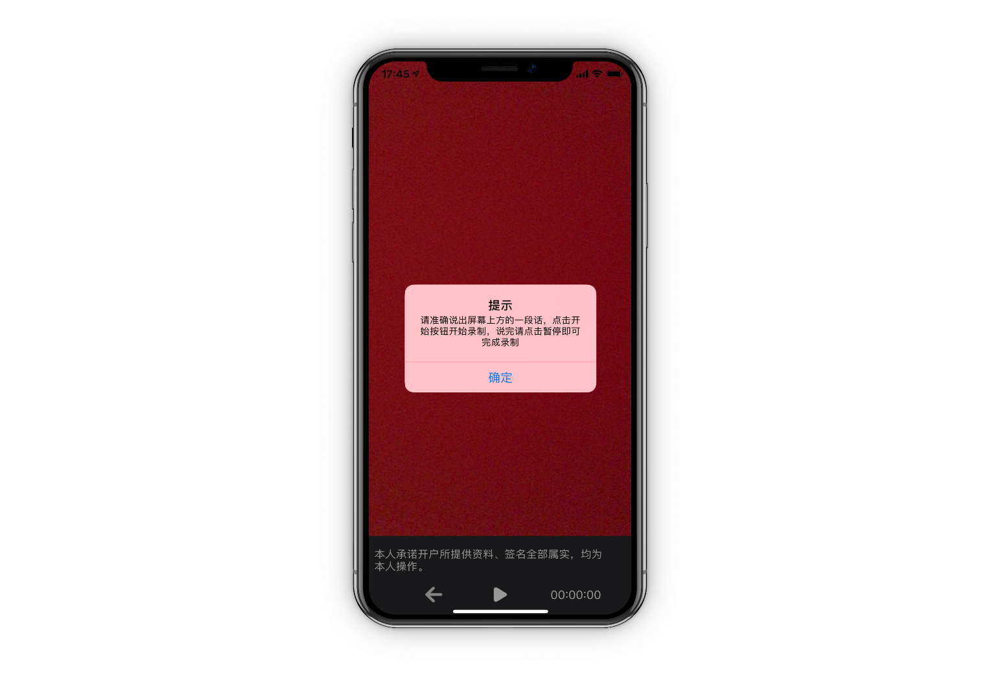 17:45
提示
请准确说出屏幕上方的一段话，点击开
始按钮开始录制，说完请点击暂停即可
完成录制
确定
本人承诺开户所提供资料、签名全部属实，均为
本人操作。
00:00:00